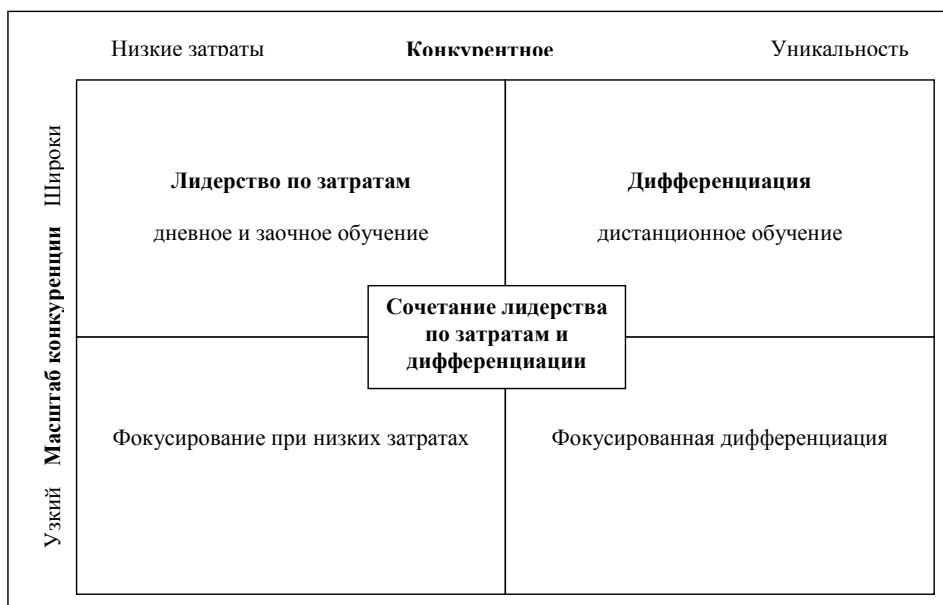 Низкие затраты Конкурентное Уникальность
Широки
Масштаб конкуренции
Узкий
Лидерство по затратам
дневное и заочное обучение
Дифференциация
дистанционное обучение
Сочетание лидерства
по затратам и
дифференциации
Фокусирование при низких затратах
Фокусированная дифференциация